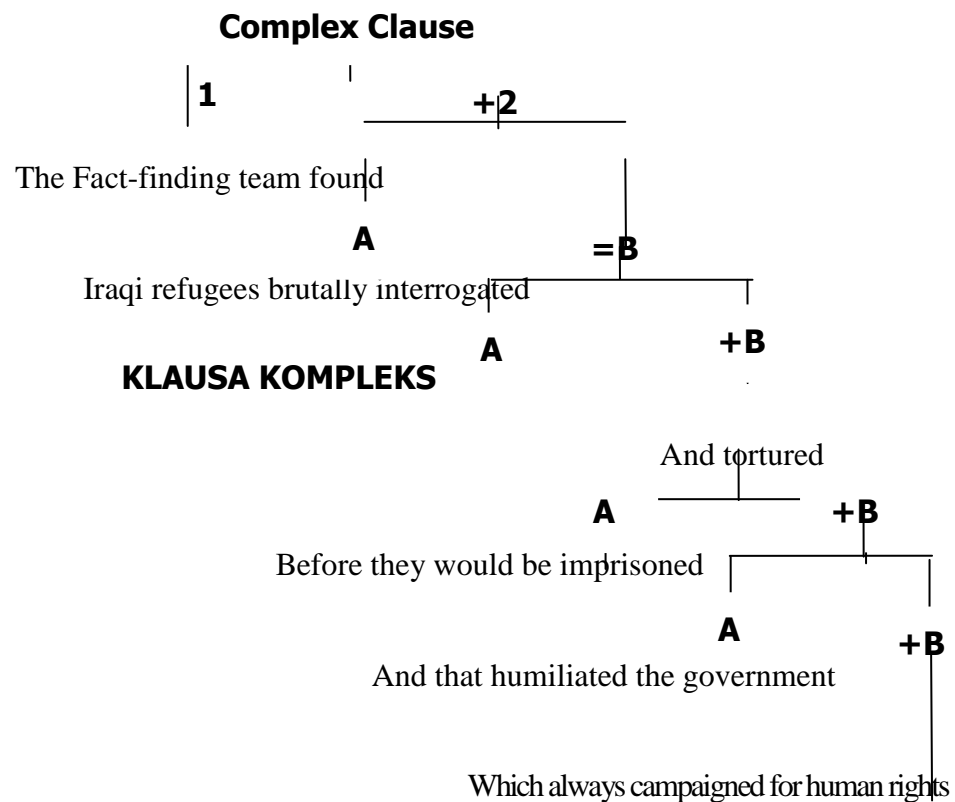 Complex Clause
1 +2
The Fact-finding team found
A =B
Iraqi refugees brutally interrogated
A +B
KLAUSA KOMPLEKS
And tortured
A +B
Before they would be imprisoned
A +B
And that humiliated the government
Which always campaigned for human rights